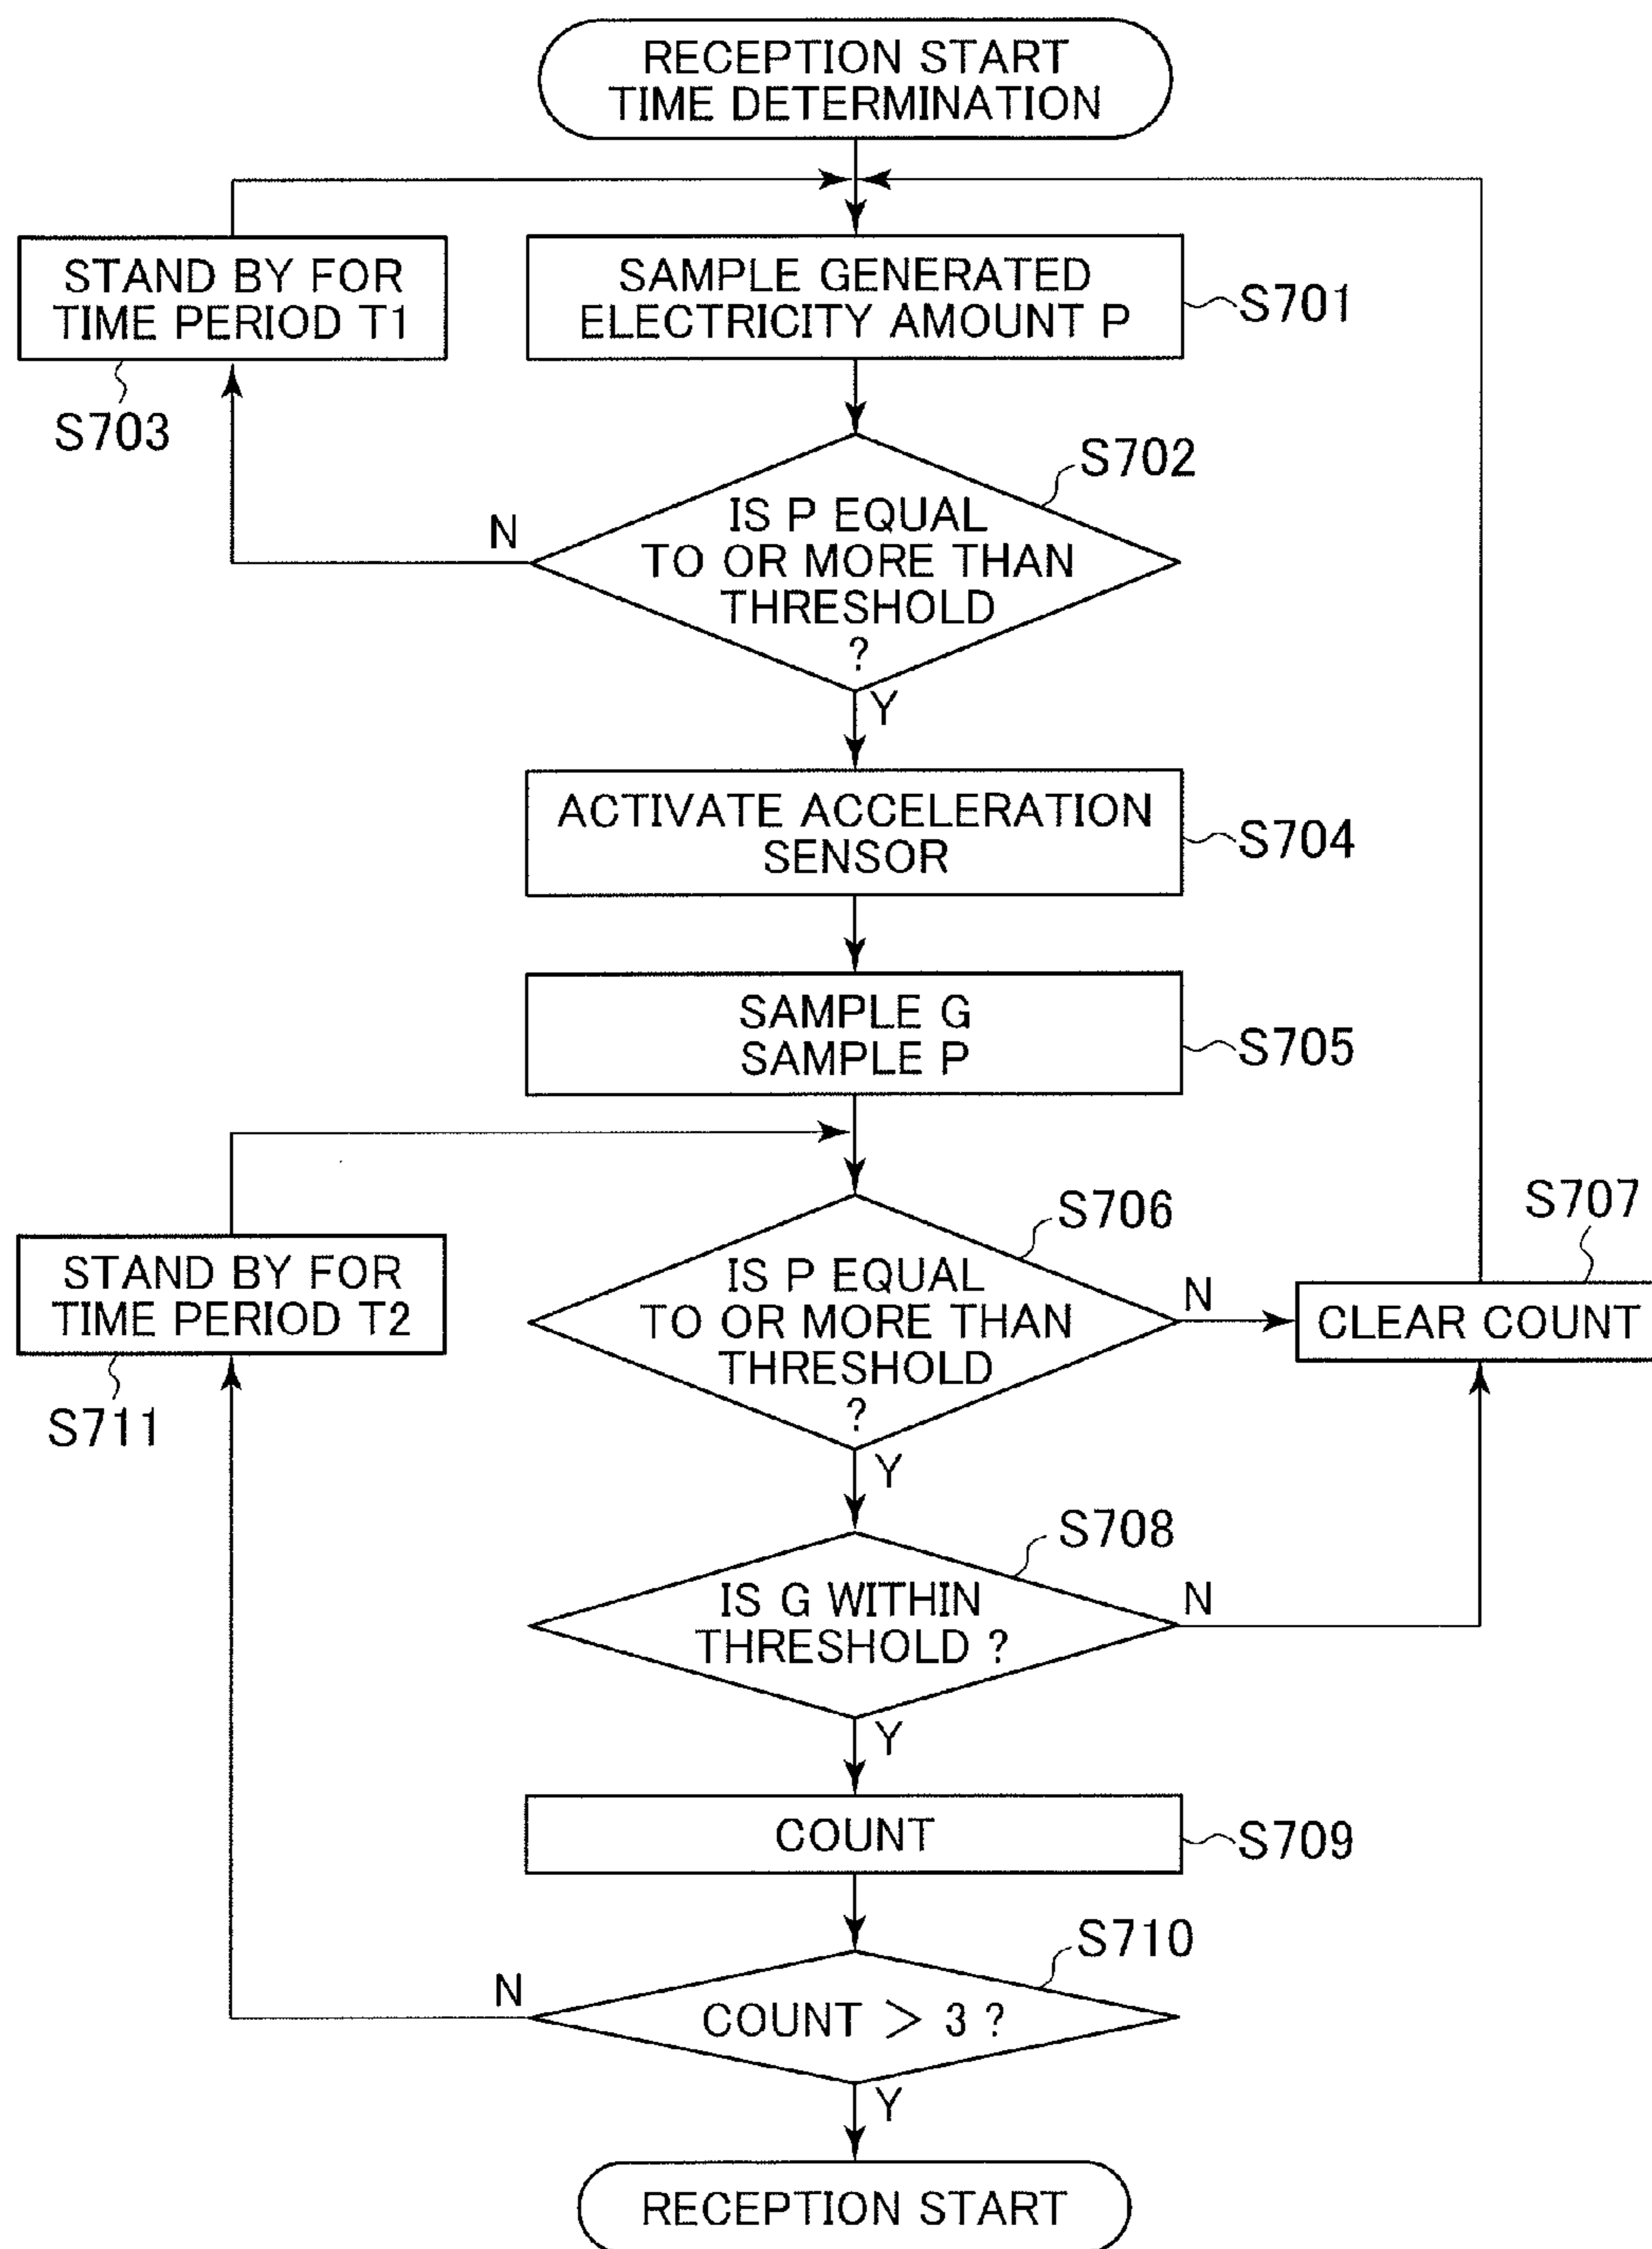 RECEPTION START
TIME DETERMINATION
STAND BY FOR
TIME PERIOD T1
S703
SAMPLE GENERATED
ELECTRICITY AMOUNT P
S701
S702
IS P EQUAL
TO OR MORE THAN
THRESHOLD
?
N
Y
ACTIVATE ACCELERATION
SENSOR
S704
SAMPLE G
SAMPLE P
S705
S706
IS P EQUAL
TO OR MORE THAN
THRESHOLD
?
N
Y
S707
CLEAR COUNT
STAND BY FOR
TIME PERIOD T2
S711
S708
IS G WITHIN
THRESHOLD ?
N
Y
COUNT
S709
S710
COUNT > 3 ?
N
Y
RECEPTION START